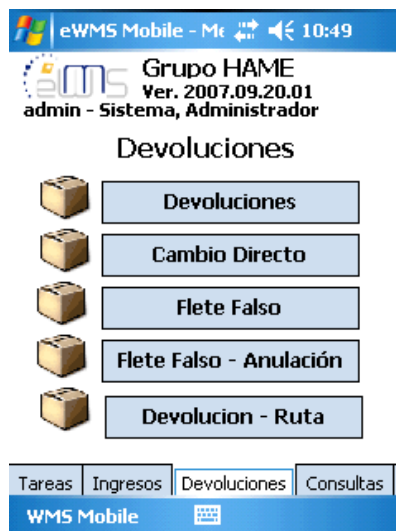 eWMS Mobile - Me 10:49
eWMS Grupo HAME
Ver. 2007.09.20.01
admin - Sistema, Administrador
Devoluciones
Devoluciones
Cambio Directo
Flete Falso
Flete Falso - Anulación
Devolucion - Ruta
Tareas Ingresos Devoluciones Consultas
WMS Mobile